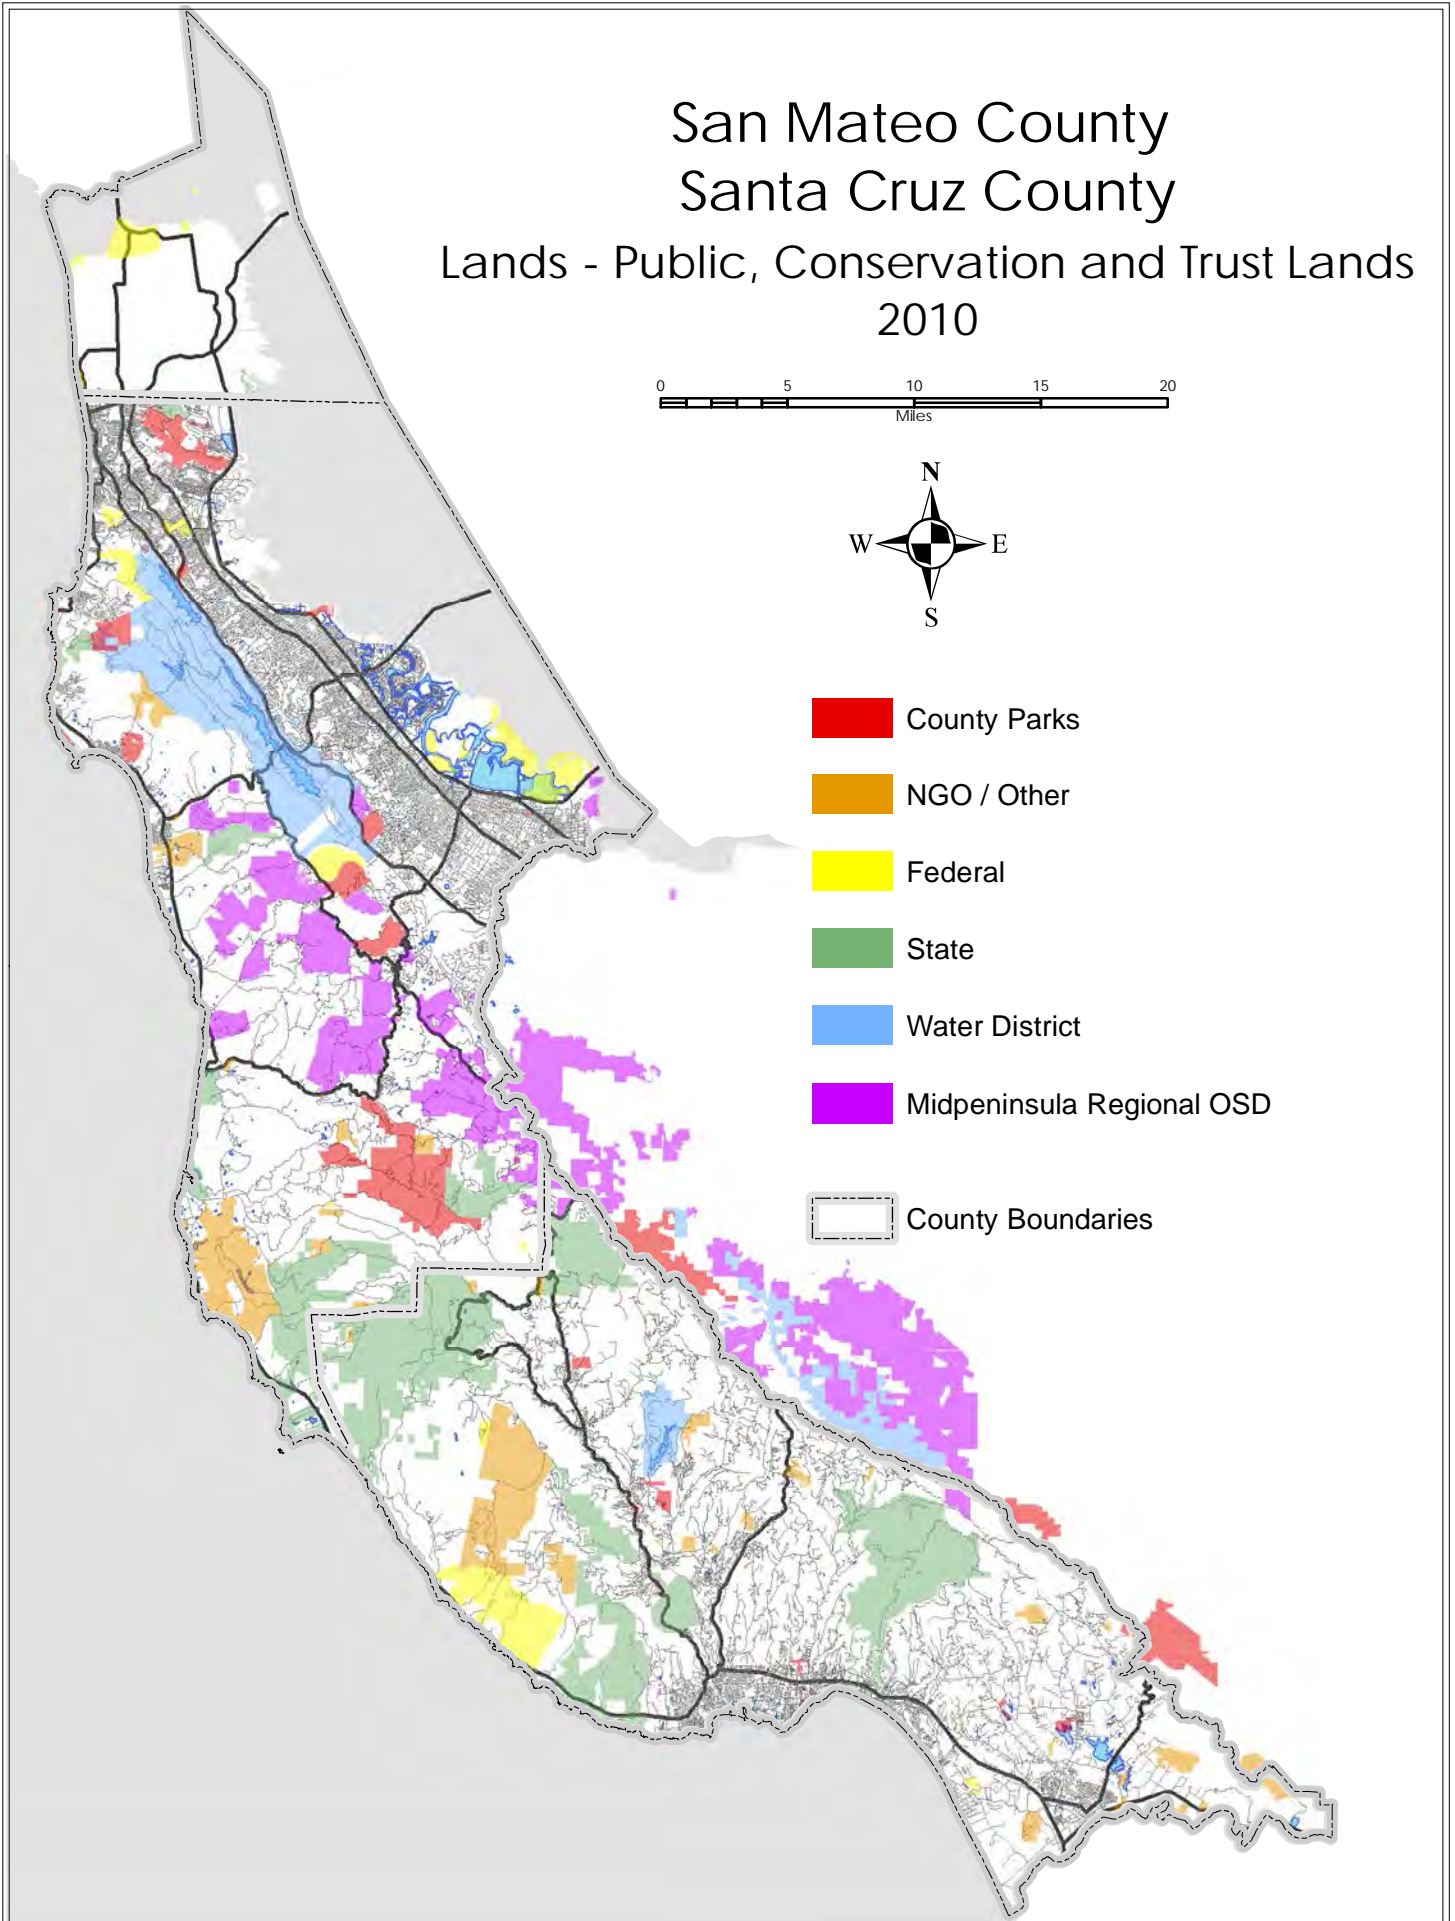 San Mateo County
Santa Cruz County
Lands - Public, Conservation and Trust Lands
2010
0 5 10 15 20
Miles
N
W E
S
County Parks
NGO / Other
Federal
State
Water District
Midpeninsula Regional OSD
County Boundaries